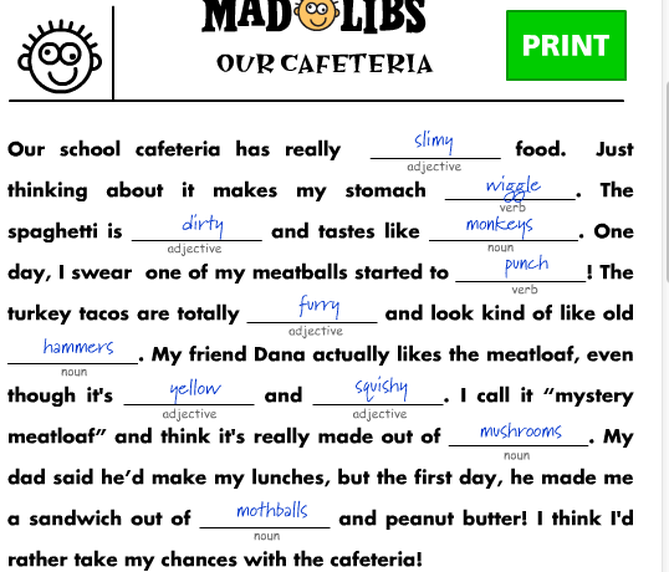 MAD LIBS
OUR CAFETERIA
PRINT
Our school cafeteria has really slimy food. Just
adjective
thinking about it makes my stomach wiggle. The
verb
spaghetti is dirty and tastes like monkeys. One
adjective noun
day, I swear one of my meatballs started to punch! The
verb
turkey tacos are totally furry and look kind of like old
adjective
hammers. My friend Dana actually likes the meatloaf, even
noun
though it's yellow and squishy. I call it “mystery
adjective adjective
meatloaf” and think it's really made out of mushrooms. My
noun
dad said he’d make my lunches, but the first day, he made me
a sandwich out of mothballs and peanut butter! I think I'd
noun
rather take my chances with the cafeteria!